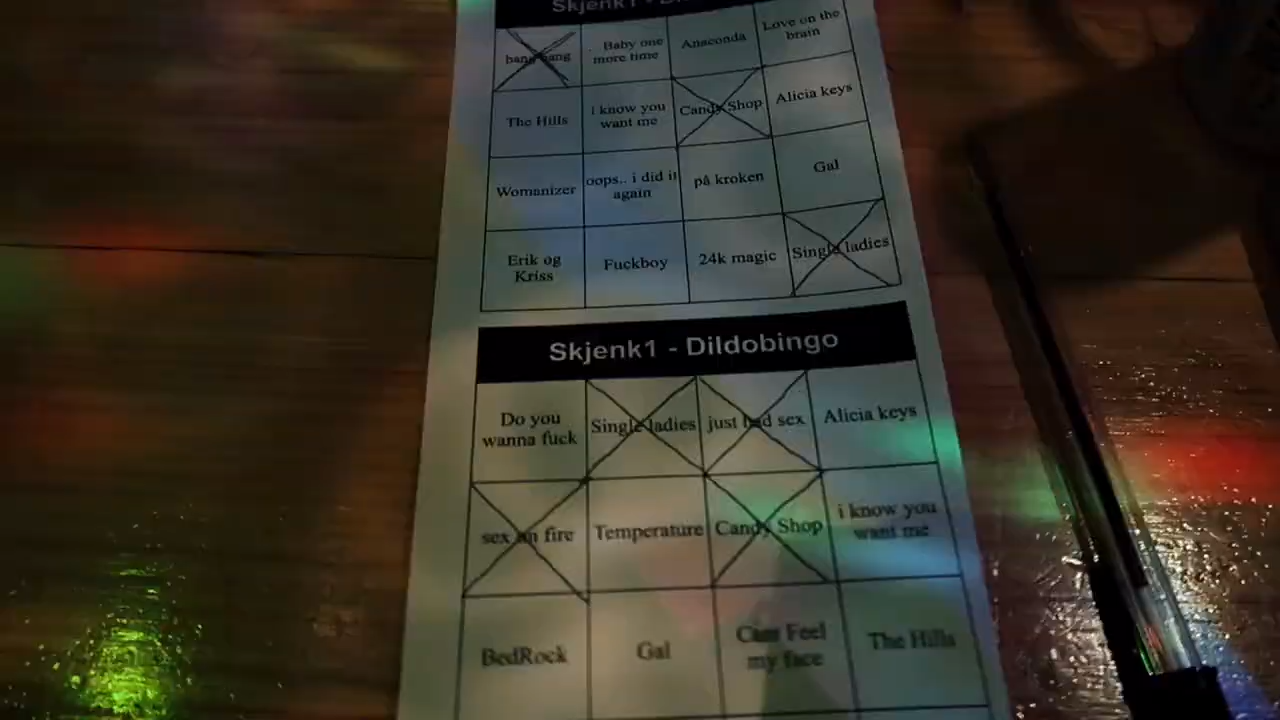 Skjenk1 - Di
bang bang
Baby one
more time
Anaconda
Love on the
brain
The Hills
i know you
want me
Candy Shop
Alicia keys
Womanizer
oops.. i did it
again
på kroken
Gal
Erik og
Kriss
Fuckboy
24k magic
Single ladies
Skjenk1 - Dildobingo
Do you
wanna fuck
Single ladies
just had sex
Alicia keys
sex on fire
Temperature
Candy Shop
i know you
want me
BedRock
Gal
Feel
my face
The Hills